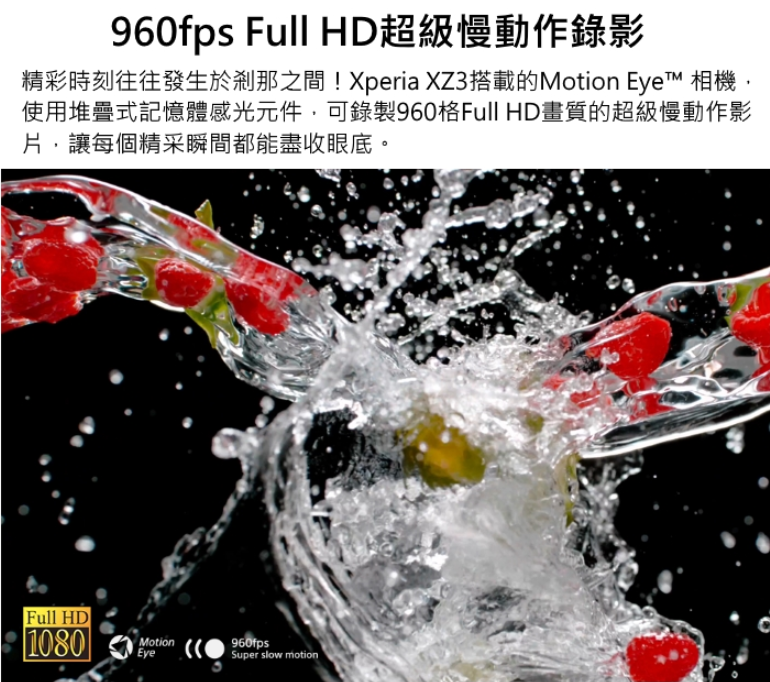 960fps Full HD超級慢動作錄影
精彩時刻往往發生於剎那之間！Xperia XZ3搭載的Motion Eye™ 相機，
使用堆疊式記憶體感光元件，可錄製960格Full HD畫質的超級慢動作影
片，讓每個精采瞬間都能盡收眼底。
Full HD
1080
Motion
Eye
960fps
Super slow motion